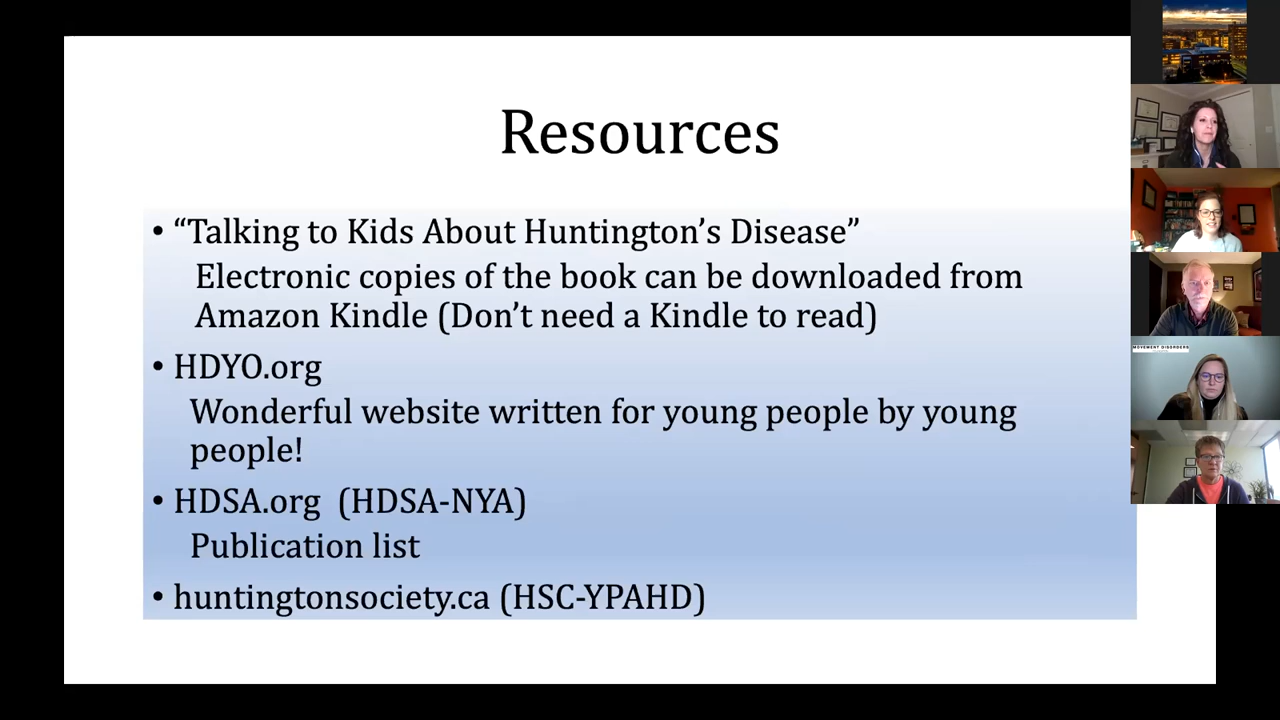 Resources
• “Talking to Kids About Huntington’s Disease”
Electronic copies of the book can be downloaded from
Amazon Kindle (Don’t need a Kindle to read)
• HDYO.org
Wonderful website written for young people by young
people!
• HDSA.org (HDSA-NYA)
Publication list
• huntingtonsociety.ca (HSC-YPAHD)
MOVEMENT DISORDERS